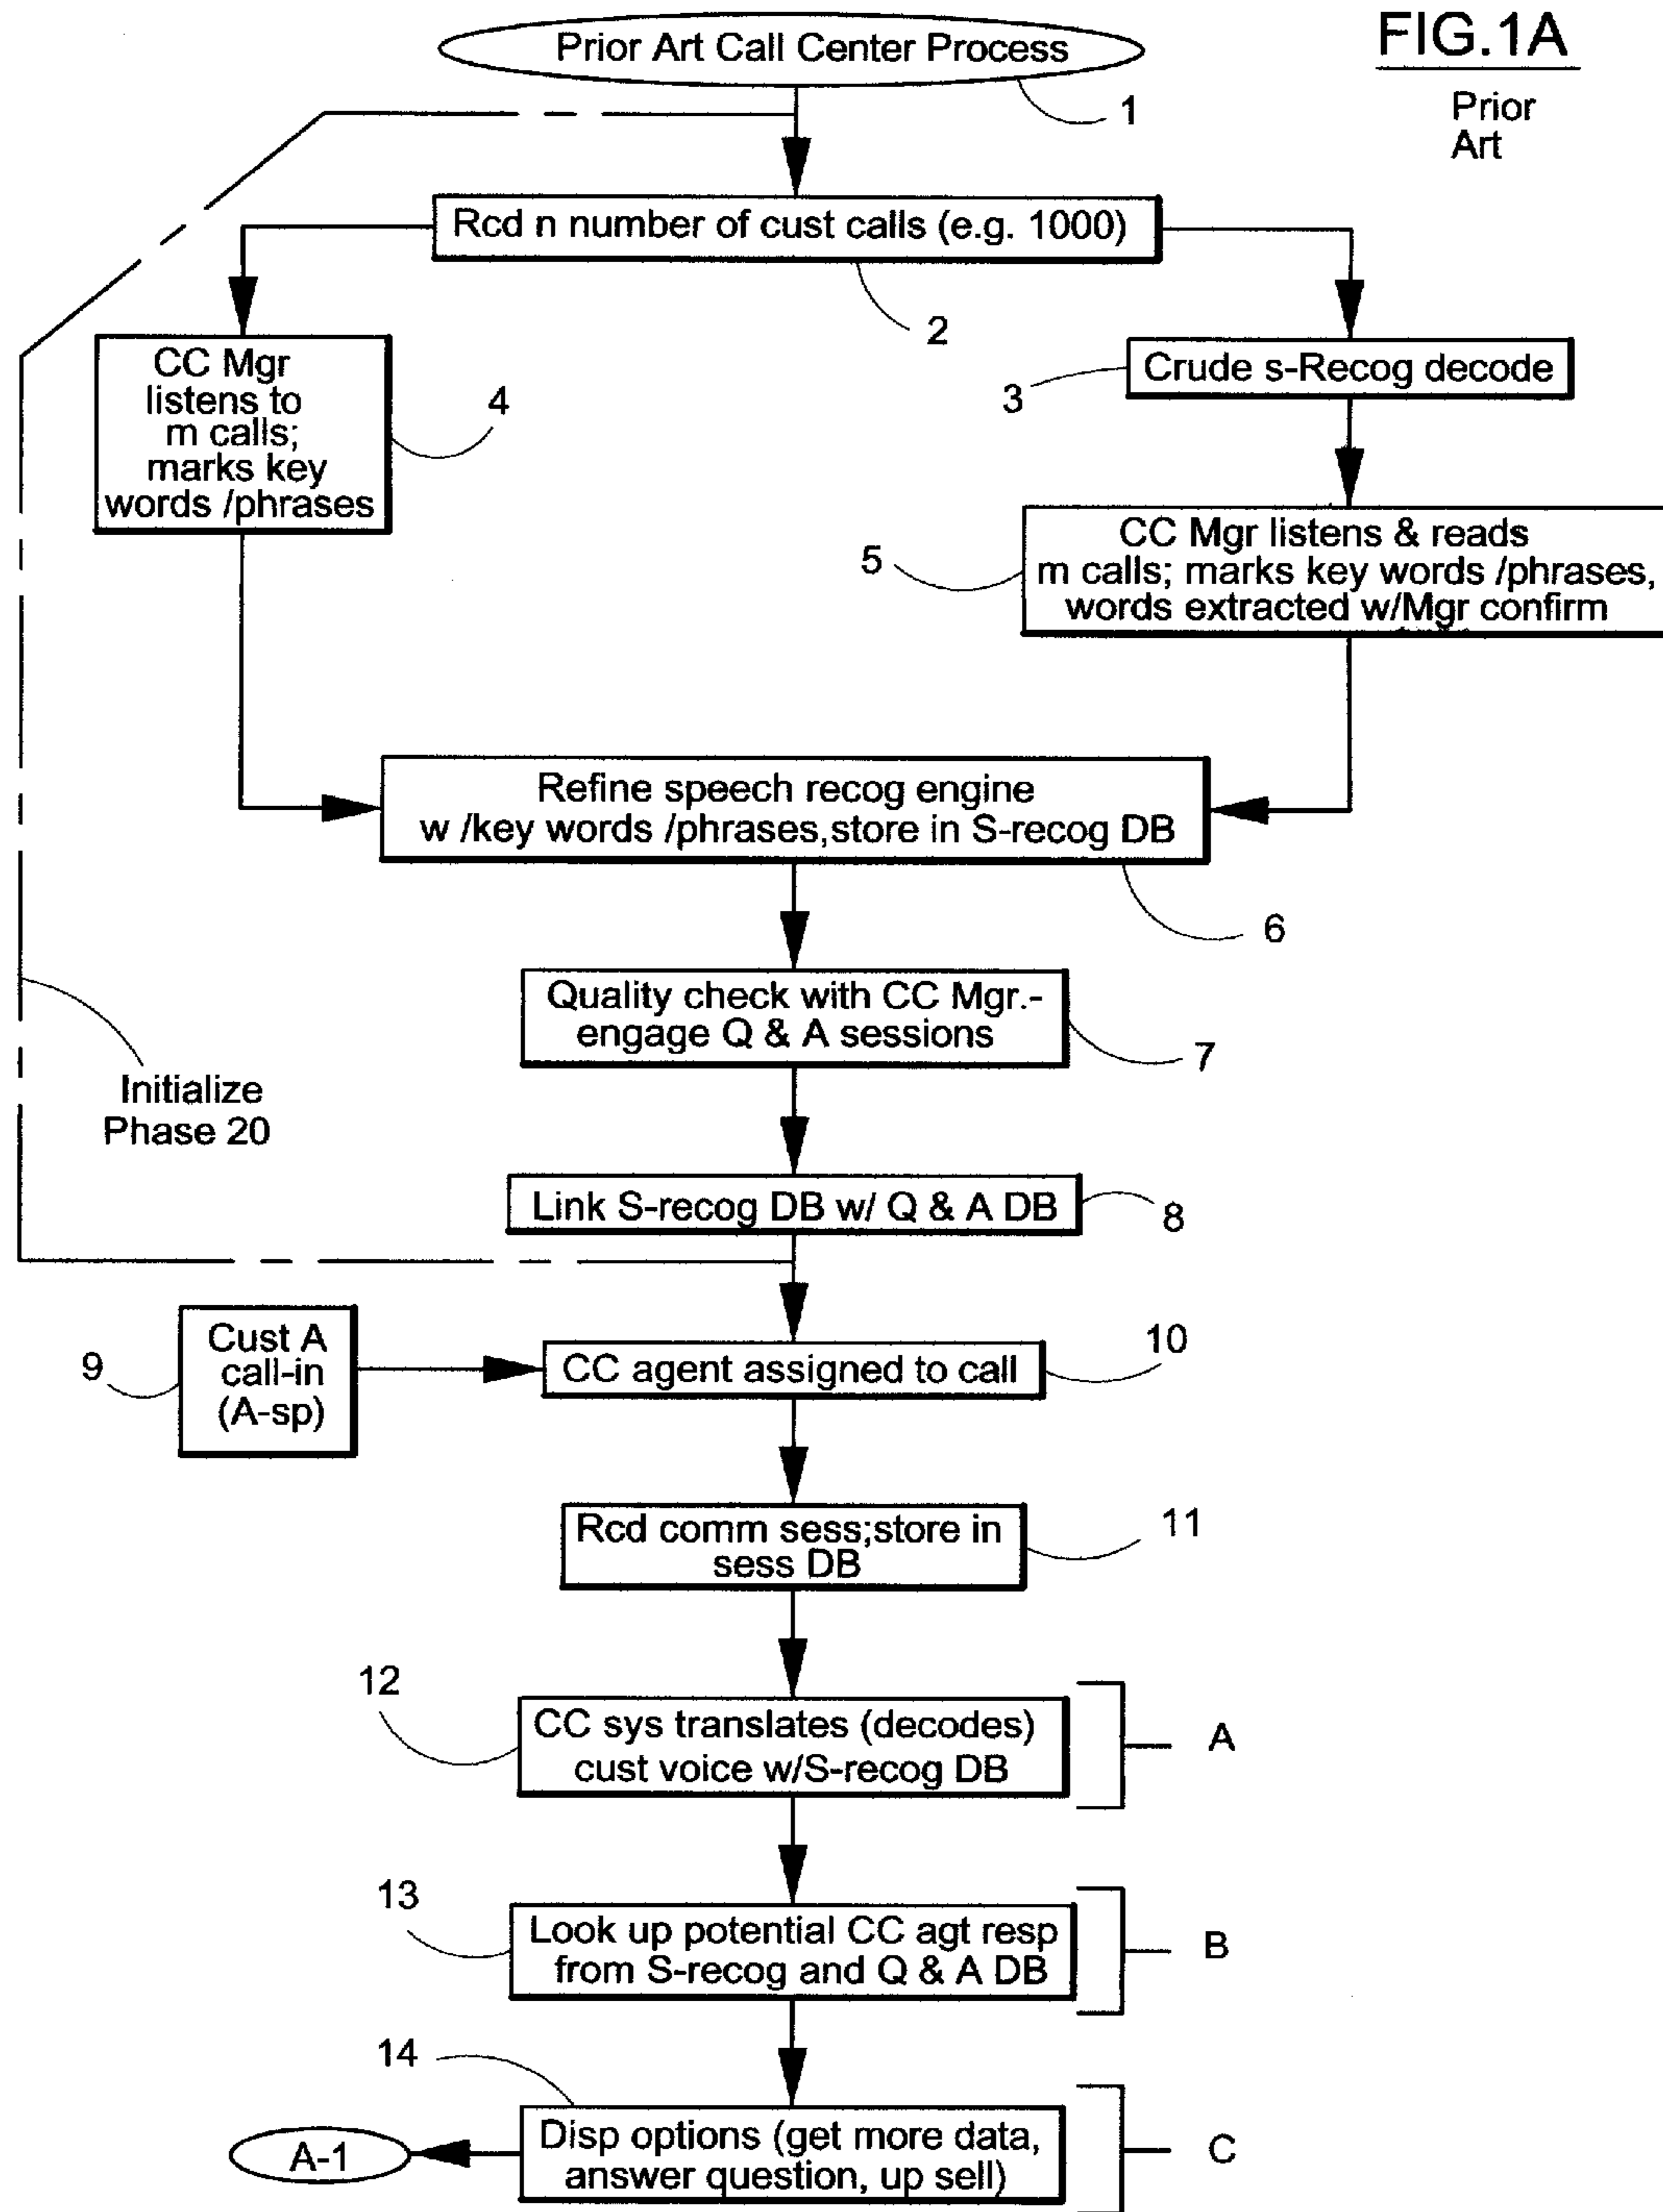 FIG.1A
Prior
Art
Prior Art Call Center Process
1
Rcd n number of cust calls (e.g. 1000)
2
CC Mgr
listens to
m calls;
marks key
words /phrases
4
Crude s-Recog decode
3
CC Mgr listens & reads
m calls; marks key words /phrases,
words extracted w/Mgr confirm
5
Refine speech recog engine
w /key words /phrases,store in S-recog DB
6
Quality check with CC Mgr.-
engage Q & A sessions
7
Initialize
Phase 20
Link S-recog DB w/ Q & A DB
8
Cust A
call-in
(A-sp)
9
CC agent assigned to call
10
Rcd comm sess;store in
sess DB
11
12
CC sys translates (decodes)
cust voice w/S-recog DB
A
13
Look up potential CC agt resp
from S-recog and Q & A DB
B
14
Disp options (get more data,
answer question, up sell)
C
A-1